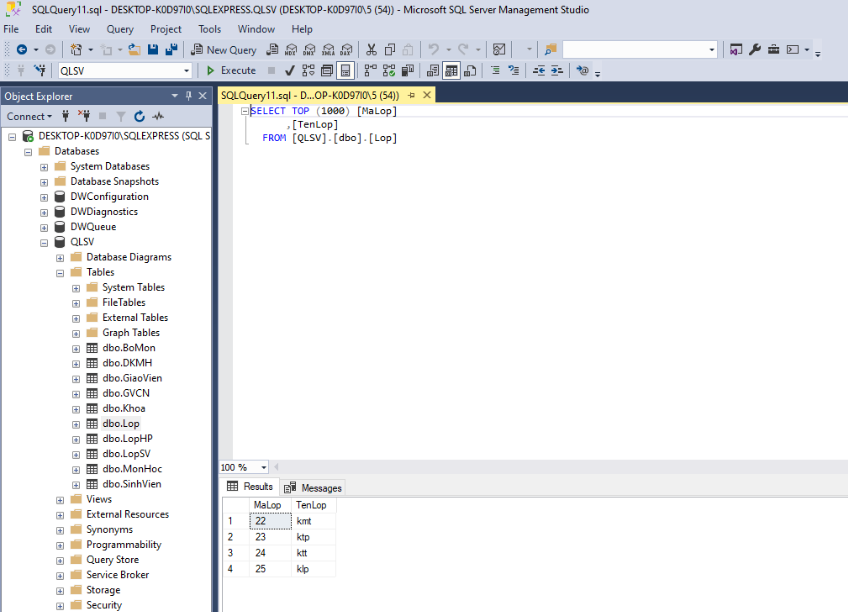 SQLQuery11.sql - DESKTOP-K0D97I0\SQLEXPRESS.QLSV (DESKTOP-K0D97I0\5 (54)) - Microsoft SQL Server Management Studio
File Edit View Query Project Tools Window Help
New Query MDX DMX XMLA DAX
QLSV Execute
Object Explorer
Connect
DESKTOP-K0D97I0\SQLEXPRESS (SQL S
Databases
System Databases
Database Snapshots
DWConfiguration
DWDiagnostics
DWQueue
QLSV
Database Diagrams
Tables
System Tables
FileTables
External Tables
Graph Tables
dbo.BoMon
dbo.DKMH
dbo.GiaoVien
dbo.GVCN
dbo.Khoa
dbo.Lop
dbo.LopHP
dbo.LopSV
dbo.MonHoc
dbo.SinhVien
Views
External Resources
Synonyms
Programmability
Query Store
Service Broker
Storage
Security
SQLQuery11.sql - D...OP-K0D97I0\5 (54))
SELECT TOP (1000) [MaLop]
,[TenLop]
FROM [QLSV].[dbo].[Lop]
100 %
Results Messages
MaLop TenLop
1 22 kmt
2 23 ktp
3 24 ktt
4 25 klp